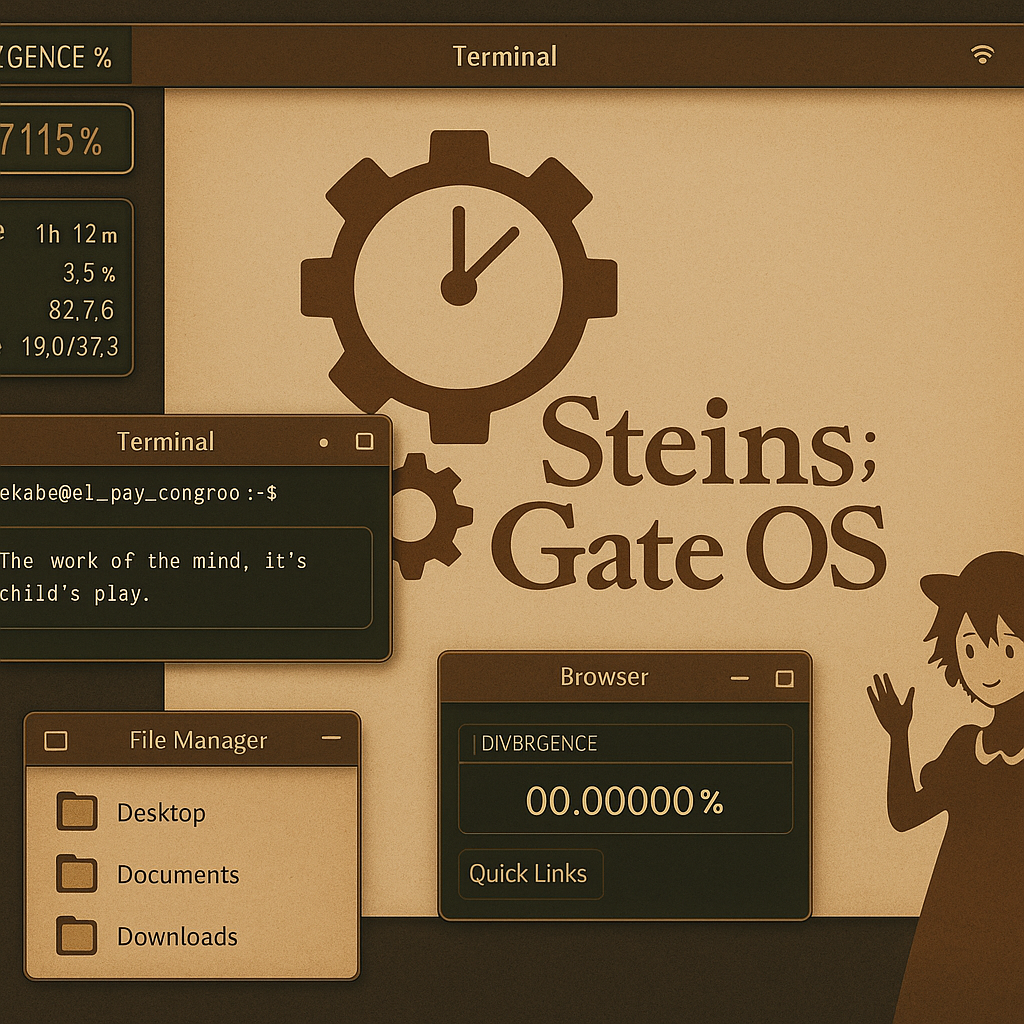 ZGENCE %
Terminal
7115%
e 1h 12m
3,5 %
82,7,6
e 19,0/37,3
Terminal
ekabe@el_pay_congroo:-$
The work of the mind, it's
child's play.
Steins;
Gate OS
File Manager
Desktop
Documents
Downloads
Browser
DIVBRGENCE
00.00000%
Quick Links